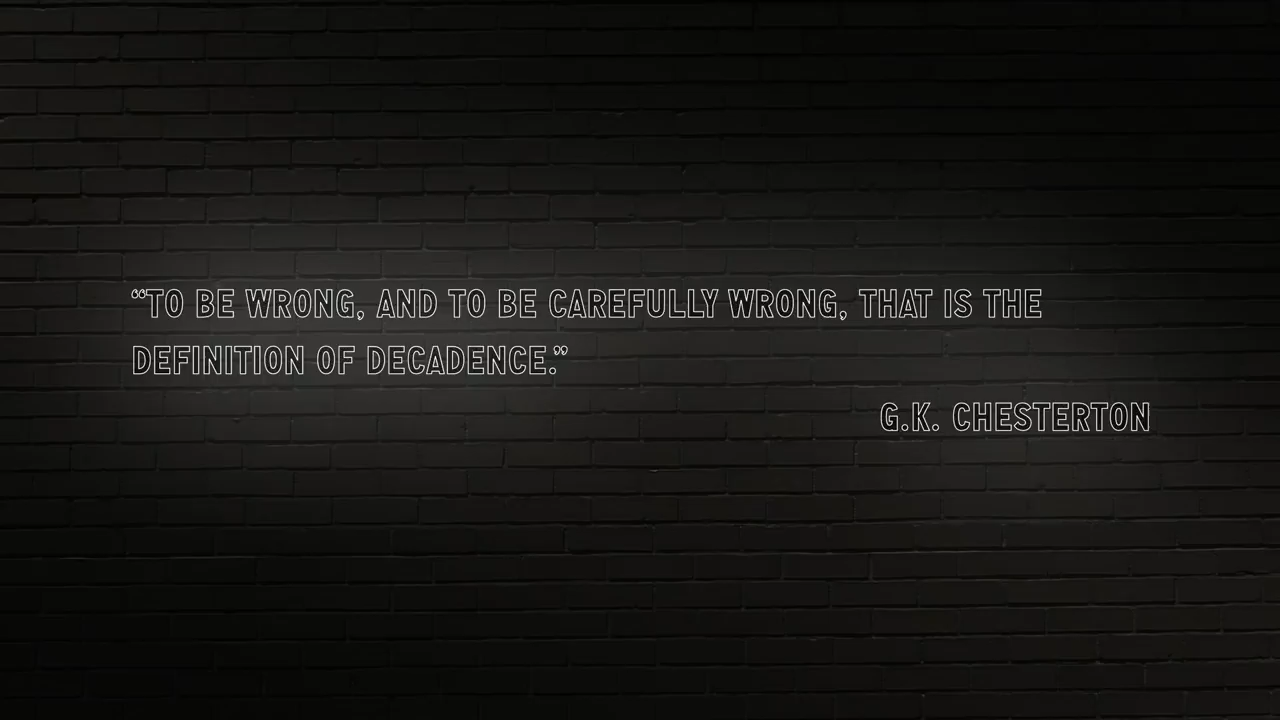 “TO BE WRONG, AND TO BE CAREFULLY WRONG, THAT IS THE
DEFINITION OF DECADENCE.”
G.K. CHESTERTON